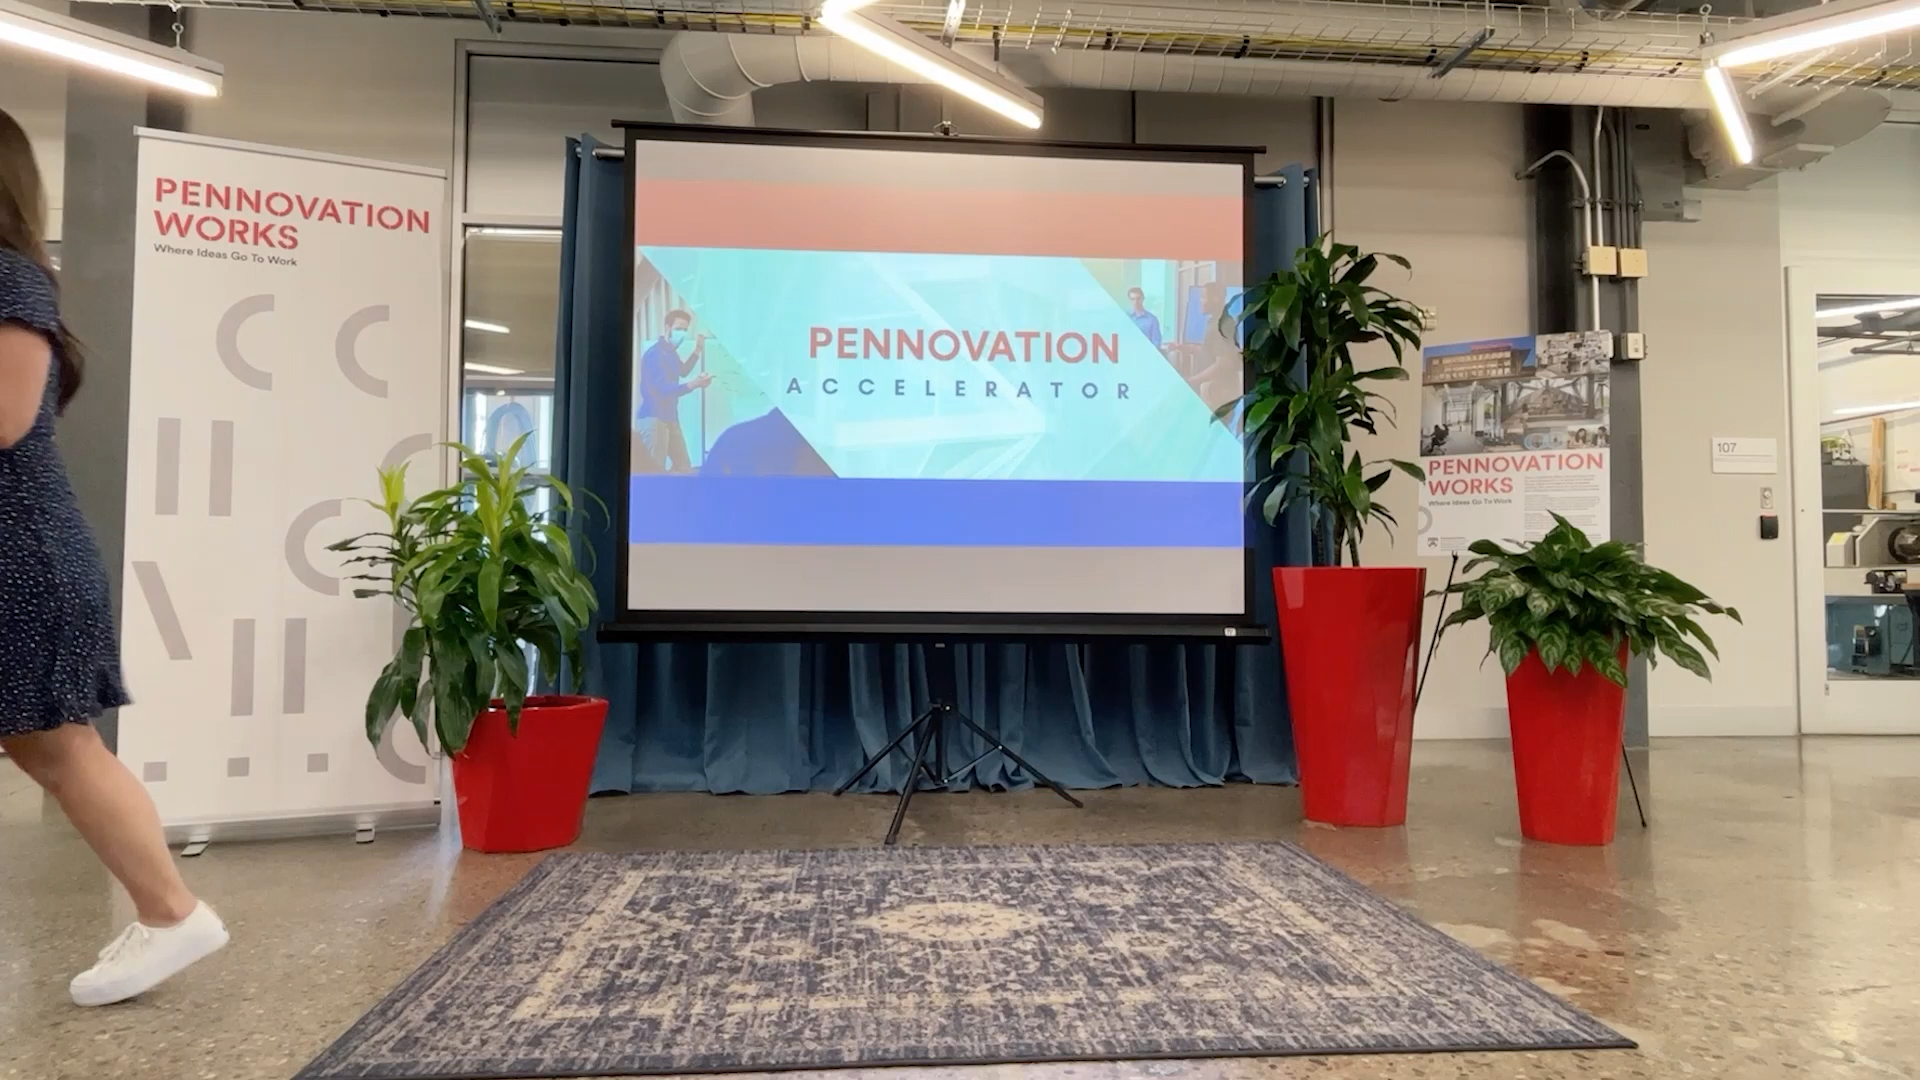 PENNOVATION
WORKS
Where Ideas Go To Work
PENNOVATION
ACCELERATOR
PENNOVATION
WORKS
Where Ideas Go To Work
107